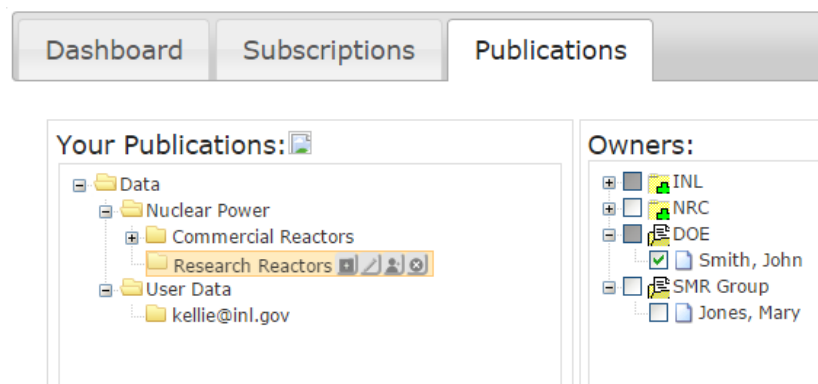 Dashboard
Subscriptions
Publications
Your Publications:
Data
Nuclear Power
Commercial Reactors
Research Reactors
User Data
kellie@inl.gov
Owners:
INL
NRC
DOE
Smith, John
SMR Group
Jones, Mary